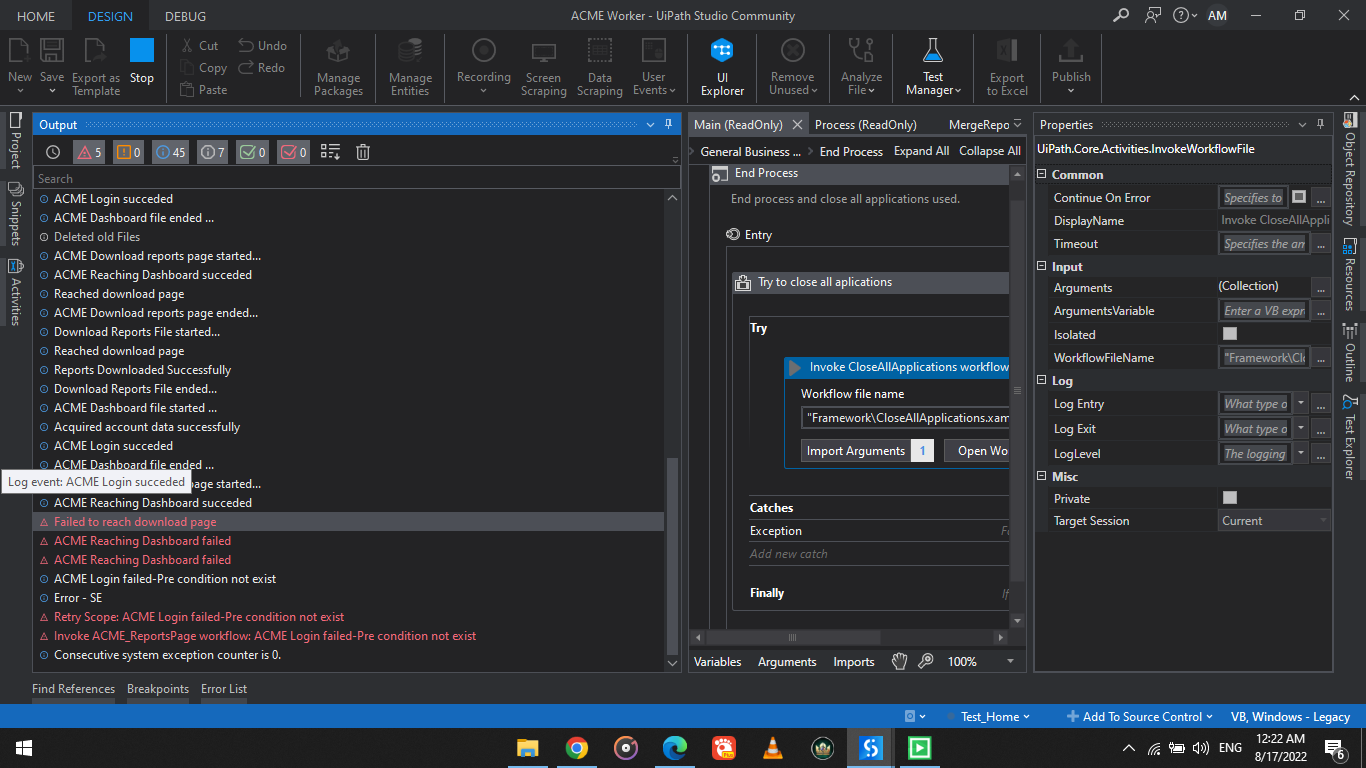 HOME DESIGN DEBUG
ACME Worker - UiPath Studio Community
AM
New Save Export as Template Stop
Cut Copy Paste
Undo Redo
Manage Packages
Manage Entities
Recording
Screen Scraping
Data Scraping
User Events
UI Explorer
Remove Unused
Analyze File
Test Manager
Export to Excel
Publish
Project
Snippets
Activities
Output
5 0 45 7 0 0
Search
ACME Login succeded
ACME Dashboard file ended ...
Deleted old Files
ACME Download reports page started...
ACME Reaching Dashboard succeded
Reached download page
ACME Download reports page ended...
Download Reports File started...
Reached download page
Reports Downloaded Successfully
Download Reports File ended...
ACME Dashboard file started ...
Acquired account data successfully
ACME Login succeded
ACME Dashboard file ended ...
Log event: ACME Login succeded
page started...
ACME Reaching Dashboard succeded
Failed to reach download page
ACME Reaching Dashboard failed
ACME Reaching Dashboard failed
ACME Login failed-Pre condition not exist
Error - SE
Retry Scope: ACME Login failed-Pre condition not exist
Invoke ACME_ReportsPage workflow: ACME Login failed-Pre condition not exist
Consecutive system exception counter is 0.
Find References Breakpoints Error List
Main (ReadOnly) Process (ReadOnly) MergeRepo
General Business ... End Process Expand All Collapse All
End Process
End process and close all applications used.
Entry
Try to close all aplications
Try
Invoke CloseAllApplications workflow
Workflow file name
"Framework\CloseAllApplications.xam
Import Arguments 1 Open Wo
Catches
Exception
Add new catch
Finally
Variables Arguments Imports 100%
Properties
UiPath.Core.Activities.InvokeWorkflowFile
Common
Continue On Error Specifies to ...
DisplayName Invoke CloseAllAppli
Timeout Specifies the am ...
Input
Arguments (Collection) ...
ArgumentsVariable Enter a VB expr ...
Isolated
WorkflowFileName "Framework\Clo ...
Log
Log Entry What type o ...
Log Exit What type o ...
LogLevel The logging ...
Misc
Private
Target Session Current
Object Repository
Resources
Outline
Test Explorer
Test_Home Add To Source Control VB, Windows - Legacy
ENG
12:22 AM
8/17/2022
6